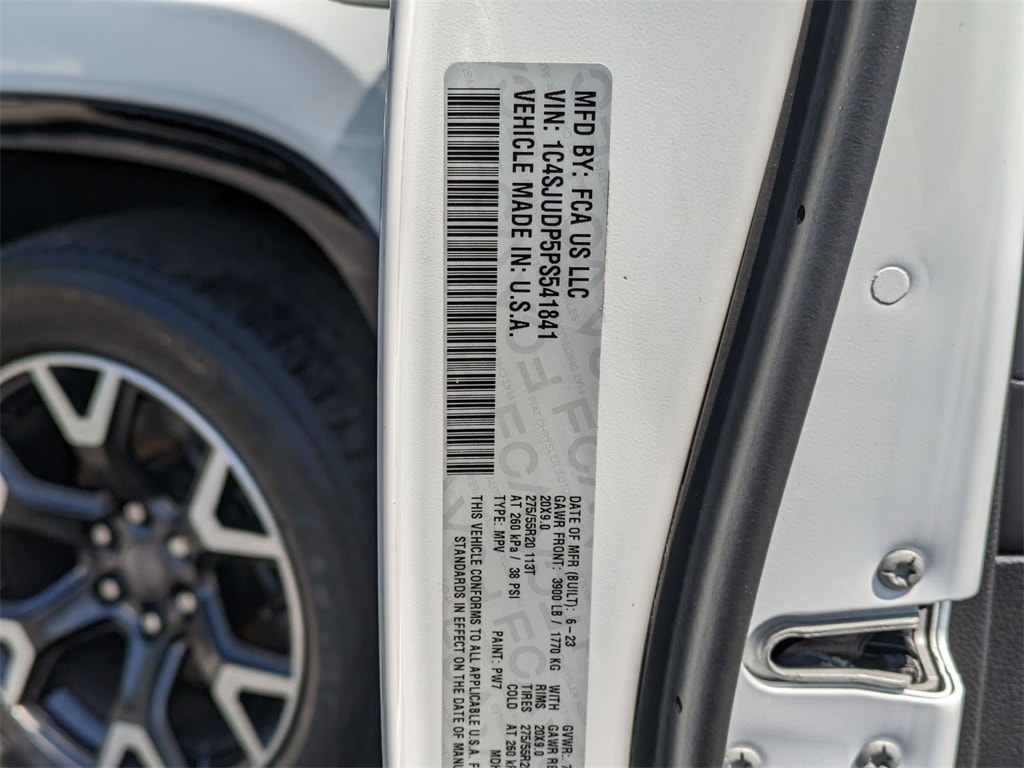 MFD BY: FCA US LLC
VIN: 1C4SJUDP5PS541841
VEHICLE MADE IN: U.S.A.
DATE OF MFR (BUILT): 6-23 GVWR:
GAWR FRONT: 3900 LB / 1770 KG WITH GAWR
20X9.0 RIMS 20X9.0
275/55R20 113T TIRES
AT 260 kPa / 38 PSI COLD AT 260
TYPE: MPV PAINT: PW7
THIS VEHICLE CONFORMS TO ALL APPLICABLE U.S.A.
STANDARDS IN EFFECT ON THE DATE OF